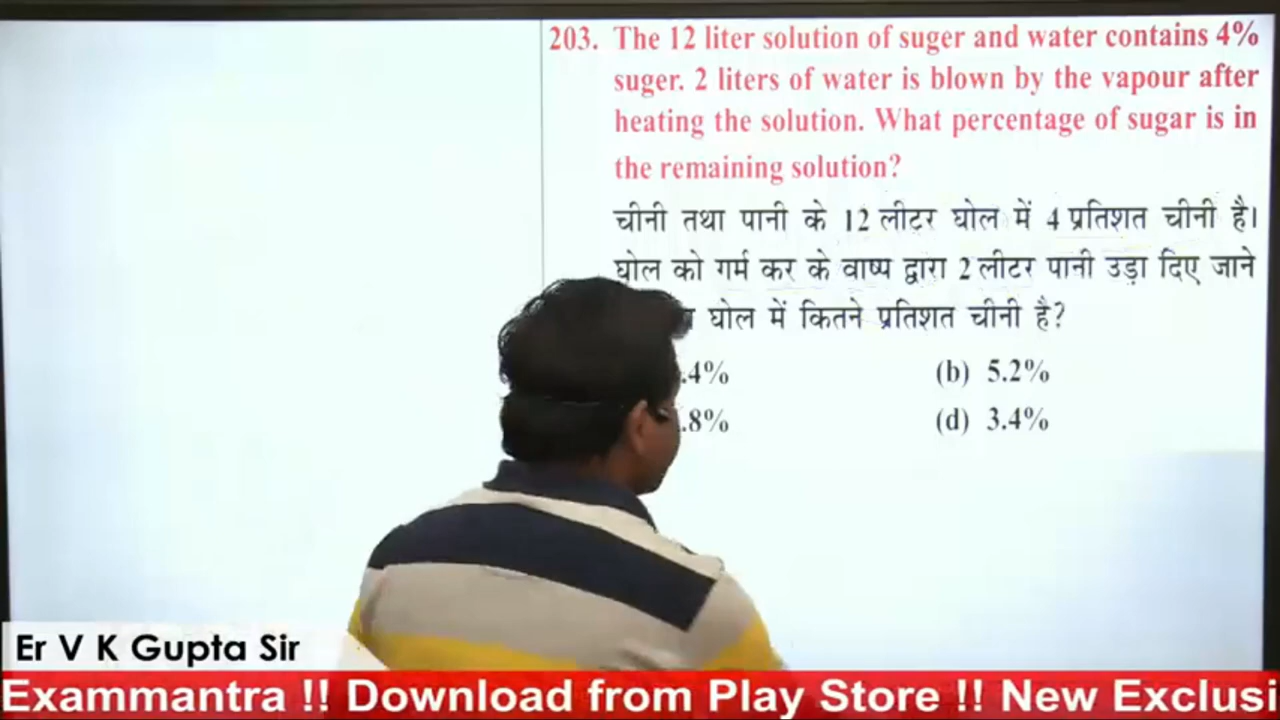 203. The 12 liter solution of suger and water contains 4%
suger. 2 liters of water is blown by the vapour after
heating the solution. What percentage of sugar is in
the remaining solution?
चीनी तथा पानी के 12 लीटर घोल में 4 प्रतिशत चीनी है।
घोल को गर्म कर के वाष्प द्वारा 2 लीटर पानी उड़ा दिए जाने
घोल में कितने प्रतिशत चीनी है?
.4% (b) 5.2%
.8% (d) 3.4%
Er V K Gupta Sir
Exammantra !! Download from Play Store !! New Exclusi